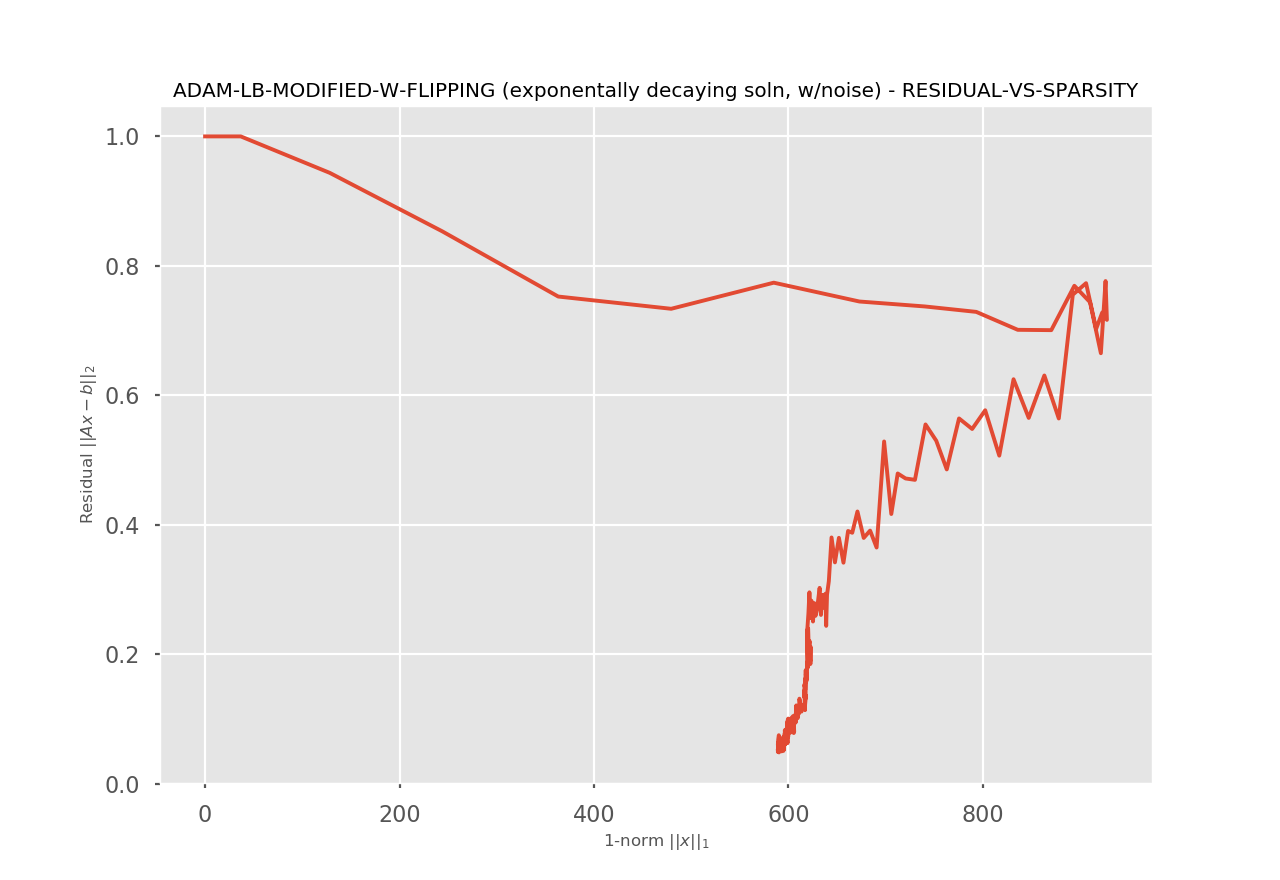 ADAM-LB-MODIFIED-W-FLIPPING (exponentially decaying soln, w/noise) - RESIDUAL-VS-SPARSITY
1.0
0.8
0.6
0.4
0.2
0.0
Residual ||Ax − b||₂
0 200 400 600 800
1-norm ||x||₁